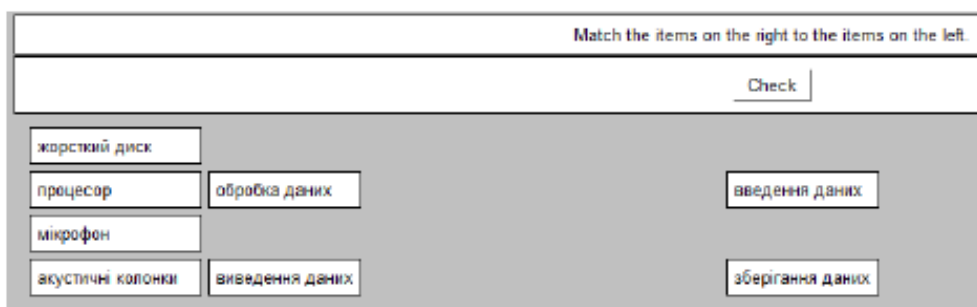 Match the items on the right to the items on the left.
Check
жорсткий диск
процесор обробка даних введення даних
мікрофон
акустичні колонки виведення даних зберігання даних